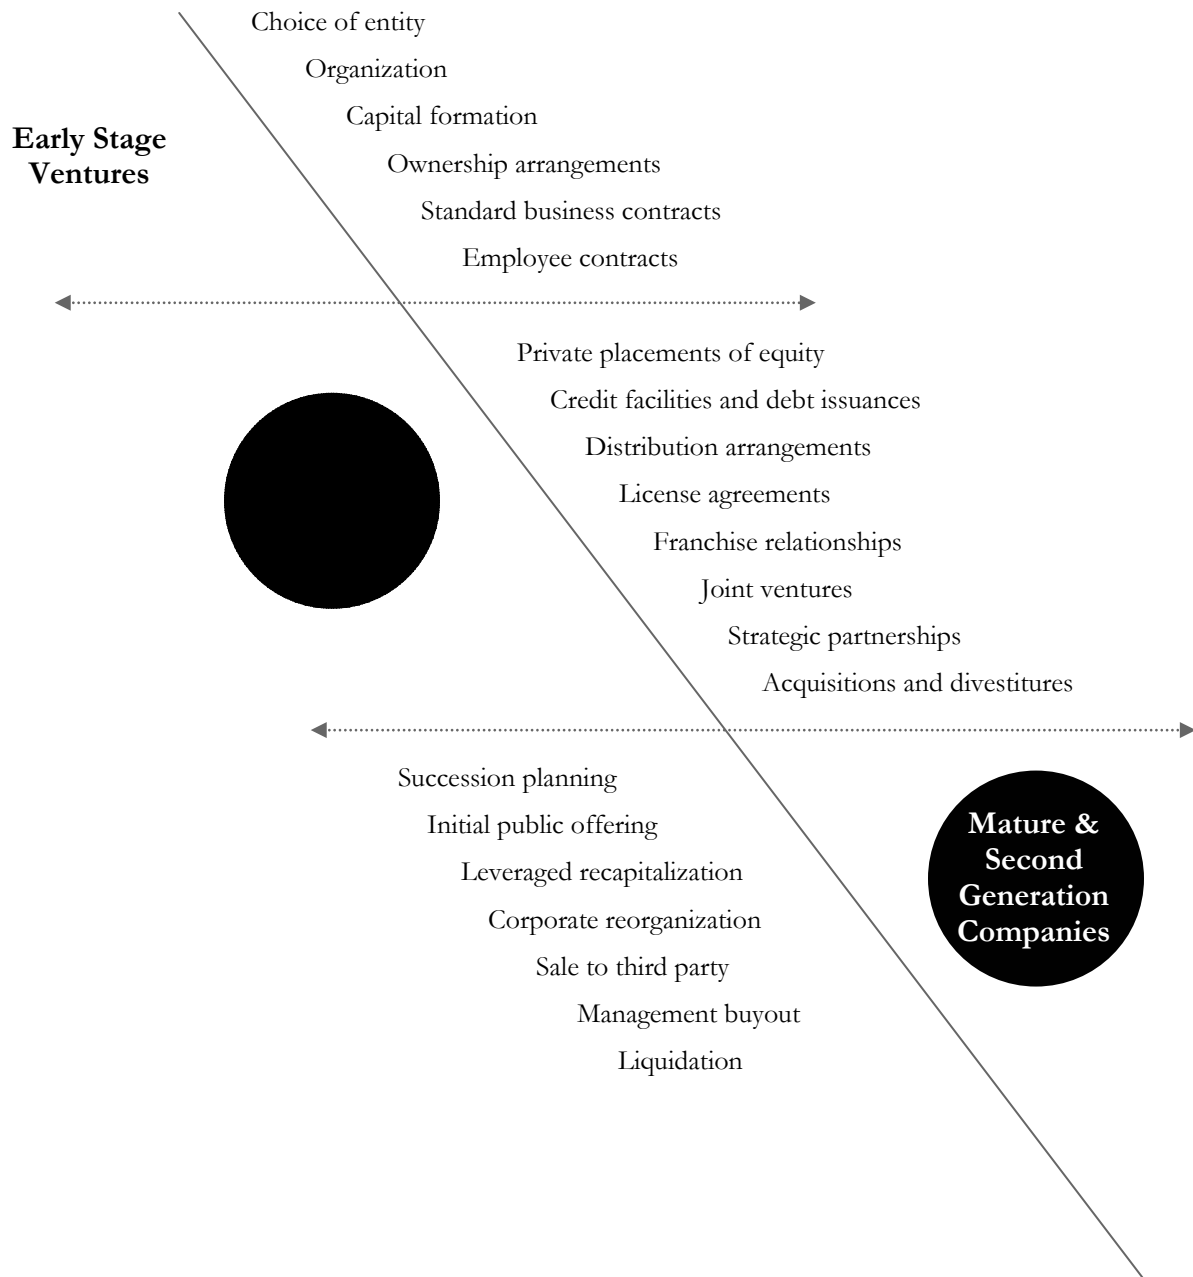 Choice of entity
Organization
Capital formation
Early Stage
Ventures
Ownership arrangements
Standard business contracts
Employee contracts
Private placements of equity
Credit facilities and debt issuances
Distribution arrangements
License agreements
Franchise relationships
Joint ventures
Strategic partnerships
Acquisitions and divestitures
Succession planning
Initial public offering
Leveraged recapitalization
Corporate reorganization
Sale to third party
Management buyout
Liquidation
Mature &
Second
Generation
Companies